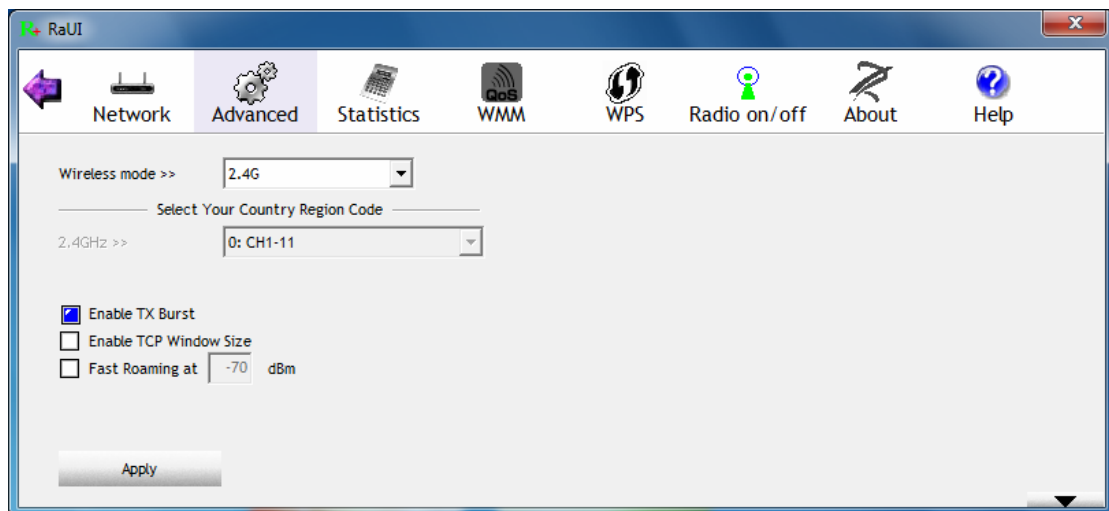 RaUI
Network Advanced Statistics QoS WMM WPS Radio on/off About Help
Wireless mode >> 2.4G
Select Your Country Region Code
2.4GHz >> 0: CH1-11
Enable TX Burst
Enable TCP Window Size
Fast Roaming at -70 dBm
Apply